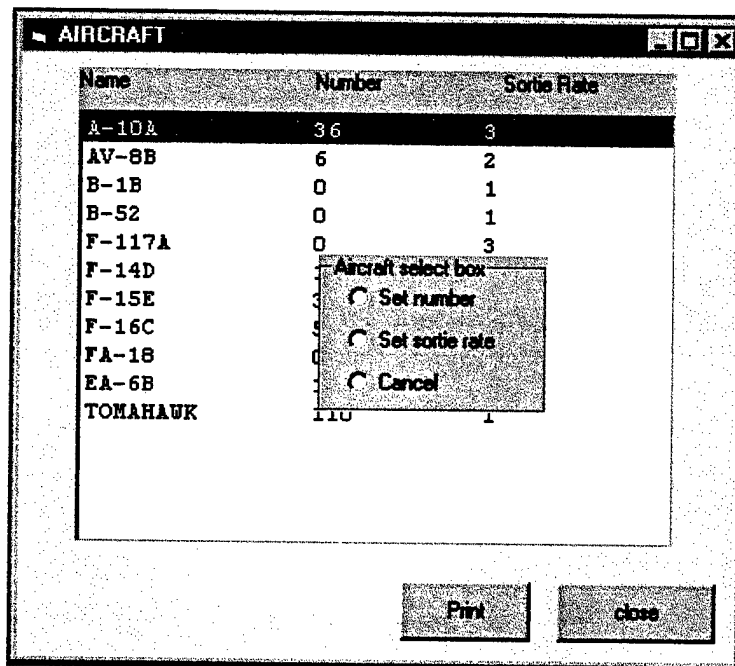 AIRCRAFT
Name Number Sortie Rate
A-10A 36 3
AV-8B 6 2
B-1B 0 1
B-52 0 1
F-117A 0 3
F-14D
Aircraft select box
F-15E
Set number
F-16C
Set sortie rate
FA-18
EA-6B
Cancel
TOMAHAWK 110 1
Print close